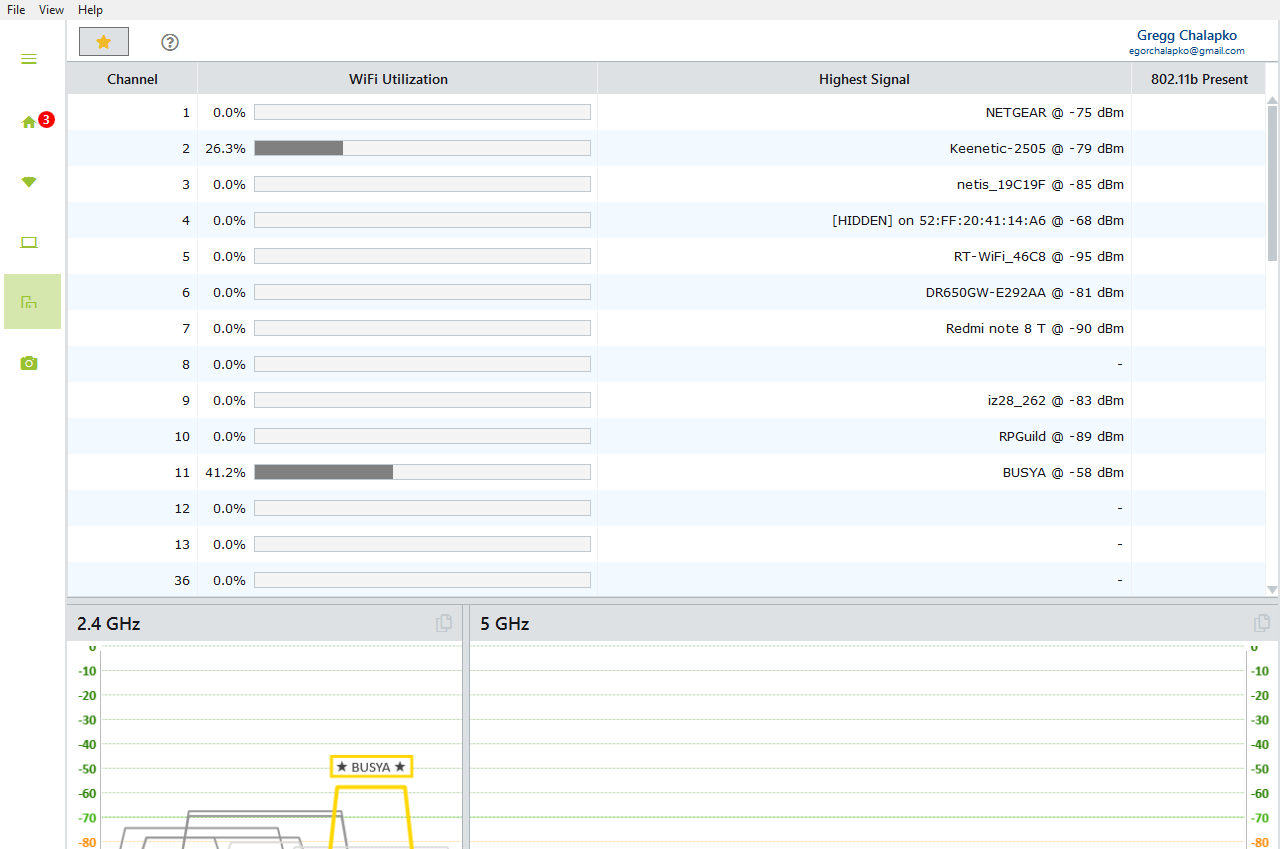 File View Help
Gregg Chalapko
egorchalapko@gmail.com
Channel WiFi Utilization Highest Signal 802.11b Present
3
1 0.0% NETGEAR @ -75 dBm
2 26.3% Keenetic-2505 @ -79 dBm
3 0.0% netis_19C19F @ -85 dBm
4 0.0% [HIDDEN] on 52:FF:20:41:14:A6 @ -68 dBm
5 0.0% RT-WiFi_46C8 @ -95 dBm
6 0.0% DR650GW-E292AA @ -81 dBm
7 0.0% Redmi note 8 T @ -90 dBm
8 0.0% -
9 0.0% iz28_262 @ -83 dBm
10 0.0% RPGuild @ -89 dBm
11 41.2% BUSYA @ -58 dBm
12 0.0% -
13 0.0% -
36 0.0% -
2.4 GHz 5 GHz
0 0
-10 -10
-20 -20
-30 -30
-40 -40
-50 ★ BUSYA ★ -50
-60 -60
-70 -70
-80 -80